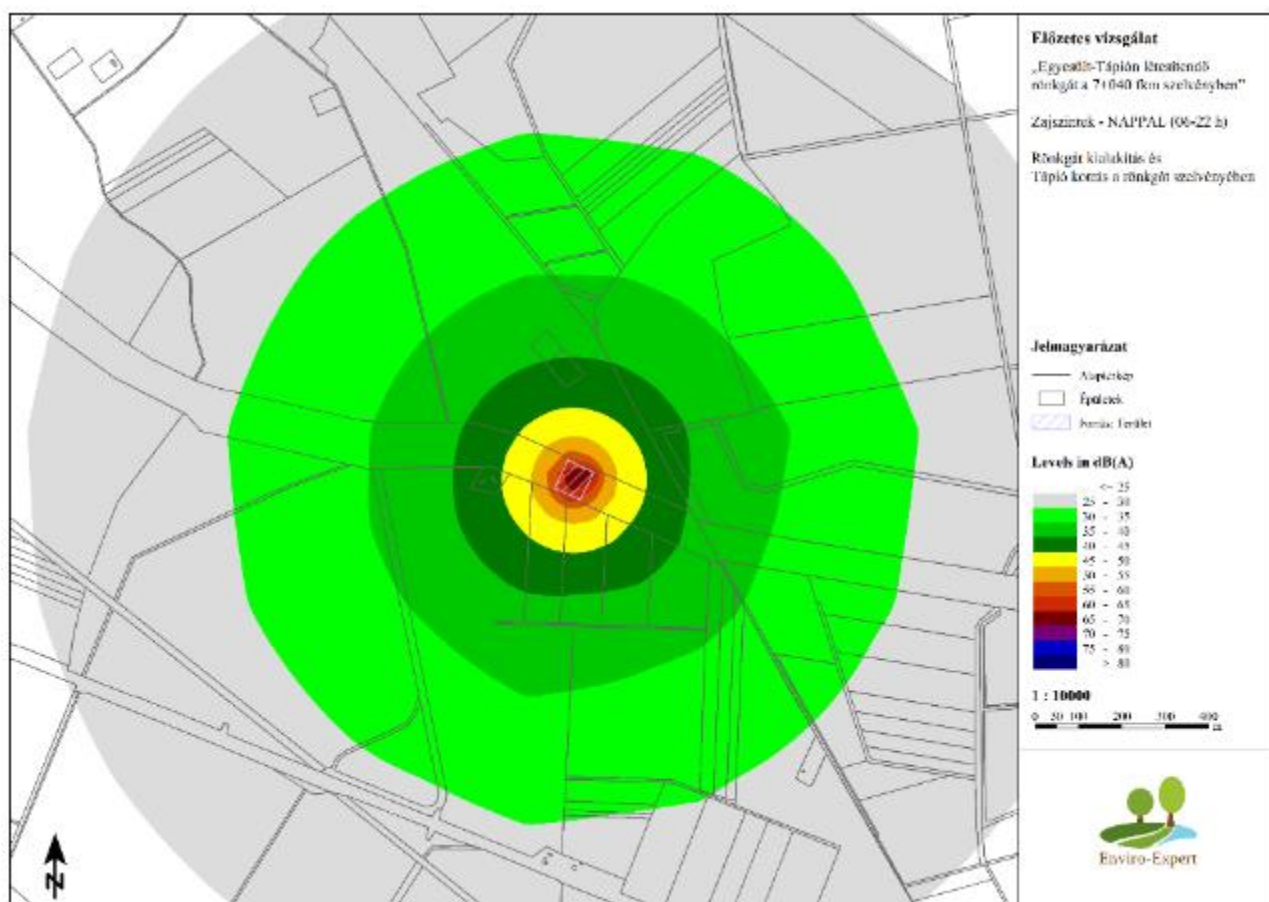 Előzetes vizsgálat
„Egyesült-Tápión létesítendő
rönkgát a 7+040 fkm szelvényben”
Zajszintek - NAPPAL (06-22 h)
Rönkgát kialakítás és
Tápió kotrás a rönkgát szelvényében
Jelmagyarázat
Alaptérkép
Épületek
Forrás: Terület
Levels in dB(A)
<= 25
25 - 30
30 - 35
35 - 40
40 - 45
45 - 50
50 - 55
55 - 60
60 - 65
65 - 70
70 - 75
75 - 80
> 80
1 : 10000
0 50 100 200 300 400
m
N
Enviro-Expert